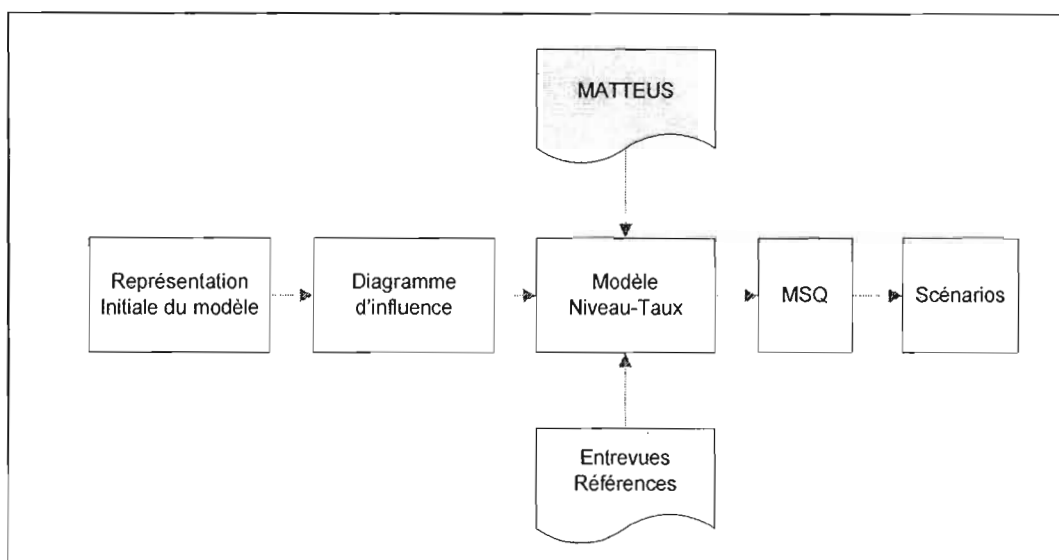 MATTEUS
Représentation
Initiale du modèle
Diagramme
d'influence
Modèle
Niveau-Taux
MSQ
Scénarios
Entrevues
Références